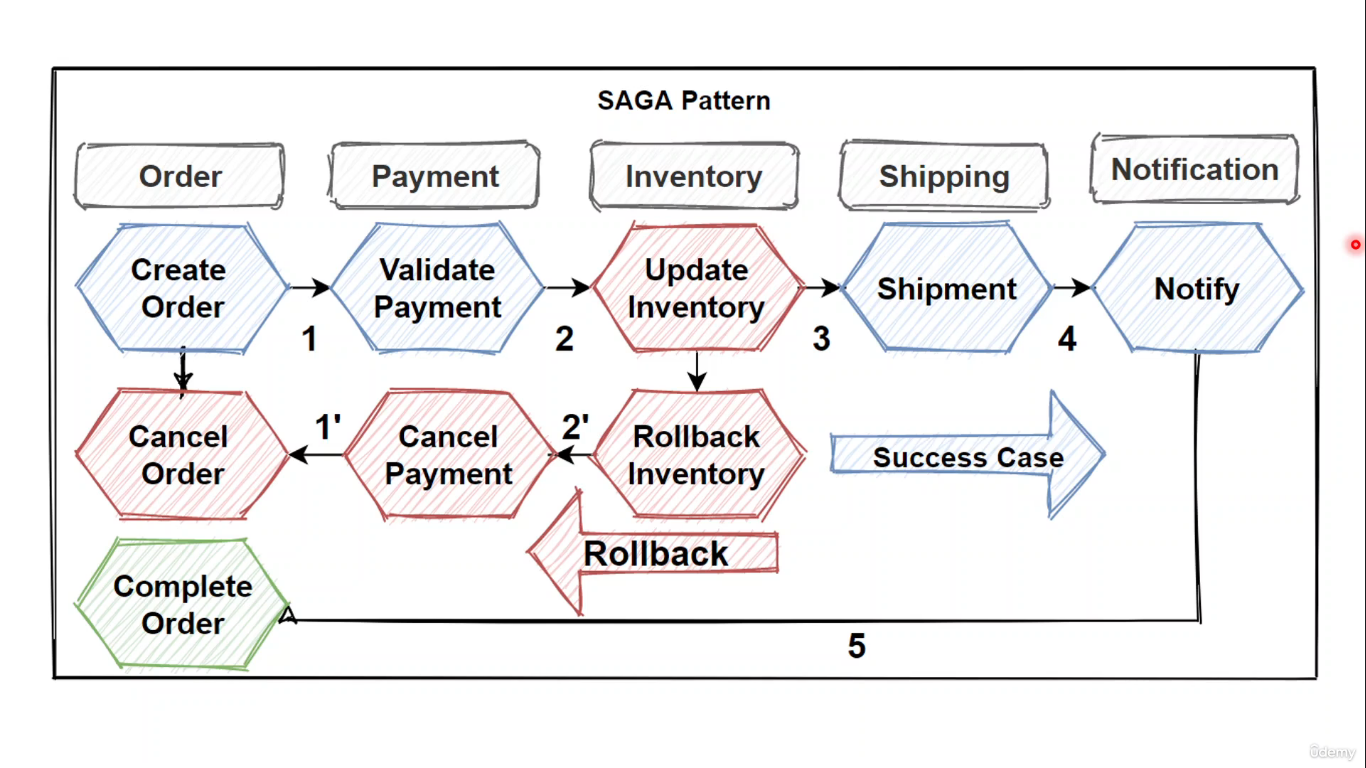 SAGA Pattern
Order
Payment
Inventory
Shipping
Notification
Create
Order
Validate
Payment
Update
Inventory
Shipment
Notify
1
2
3
4
Cancel
Order
1'
Cancel
Payment
2'
Rollback
Inventory
Success Case
Rollback
Complete
Order
5
ûdemy